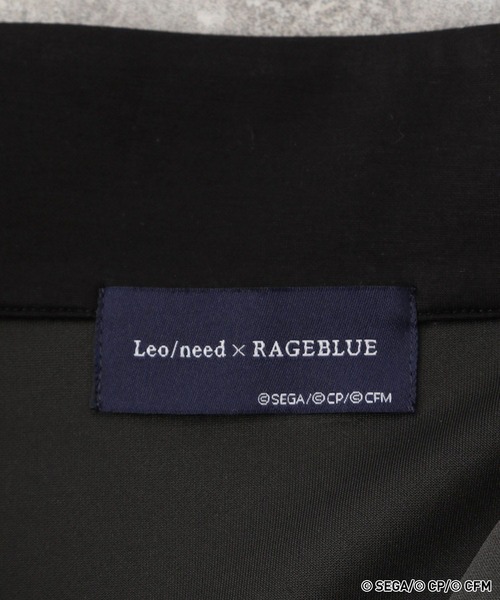 Leo/need × RAGEBLUE
©SEGA/©CP/©CFM
© SEGA/© CP/© CFM